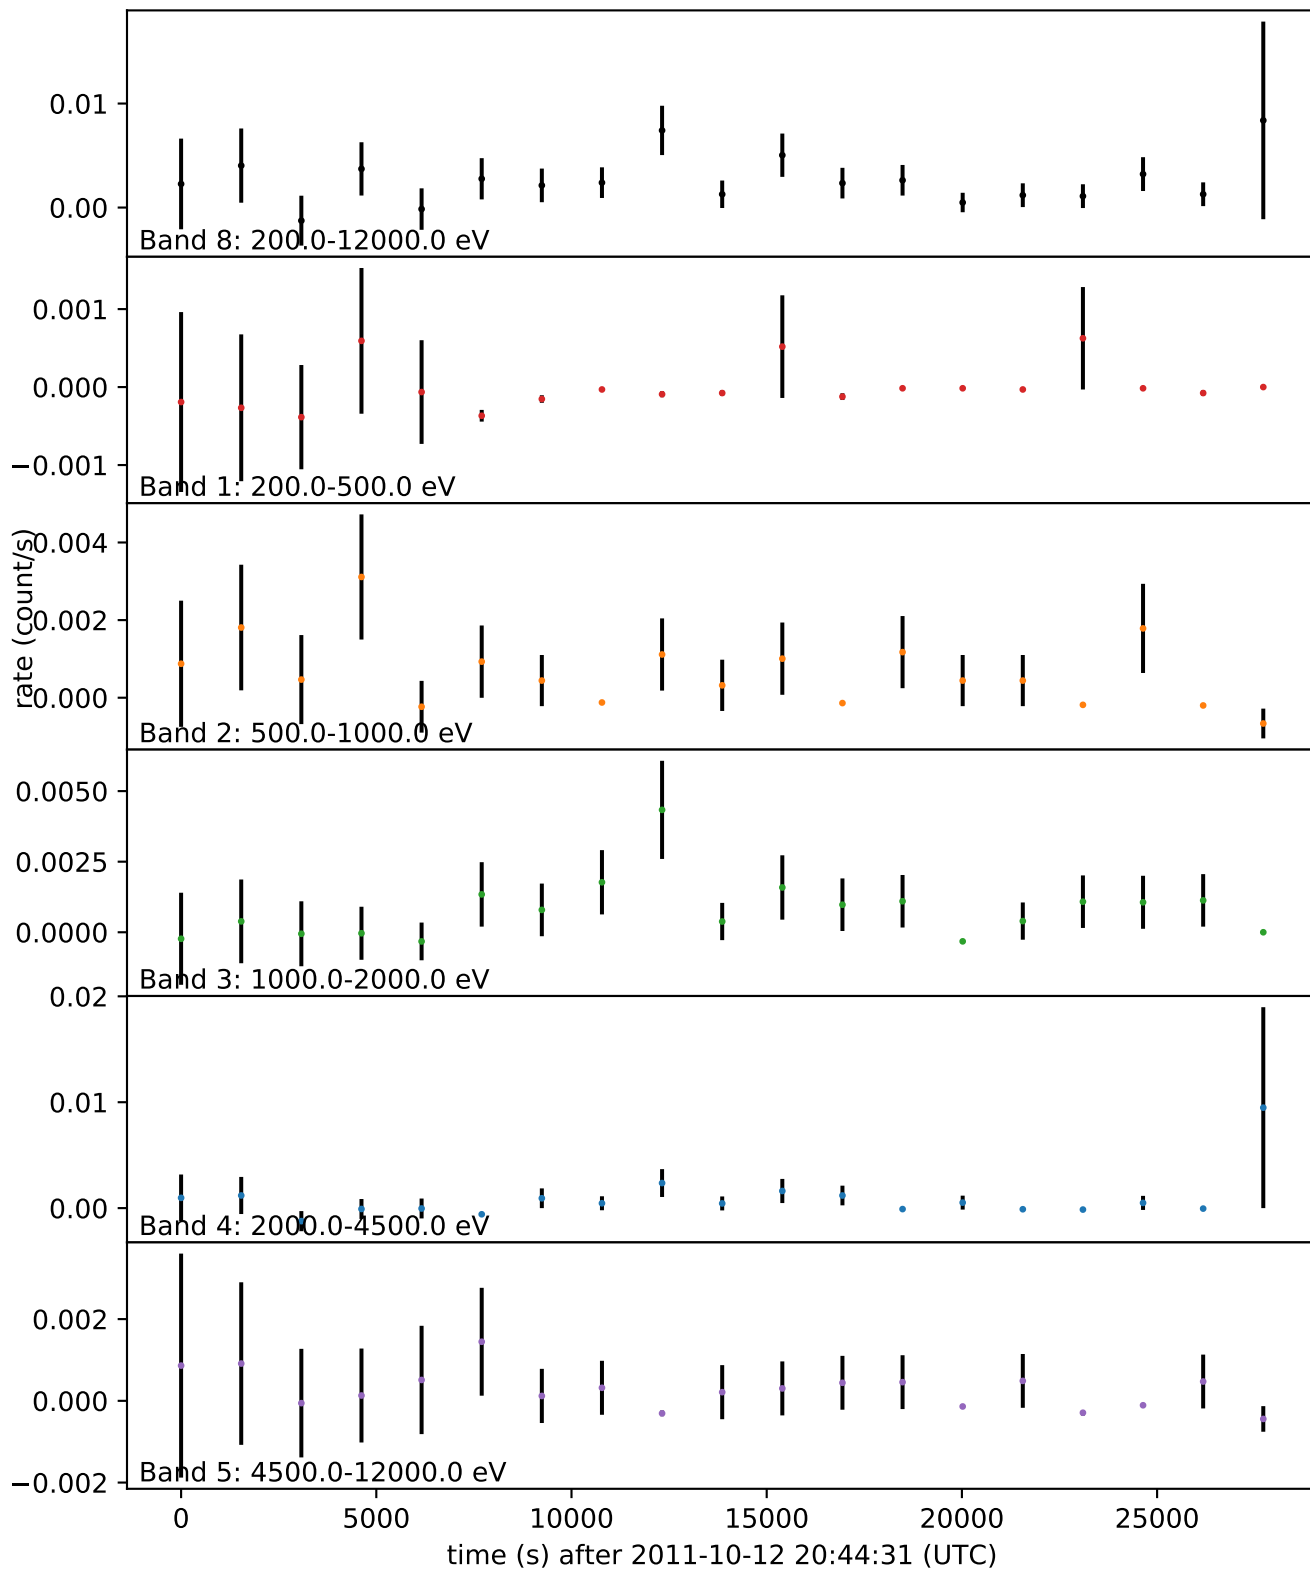 0.01
0.00
Band 8: 200.0-12000.0 eV
0.001
0.000
−0.001
Band 1: 200.0-500.0 eV
rate (count/s)
0.004
0.002
0.000
Band 2: 500.0-1000.0 eV
0.0050
0.0025
0.0000
Band 3: 1000.0-2000.0 eV
0.02
0.01
0.00
Band 4: 2000.0-4500.0 eV
0.002
0.000
−0.002
Band 5: 4500.0-12000.0 eV
0 5000 10000 15000 20000 25000
time (s) after 2011-10-12 20:44:31 (UTC)